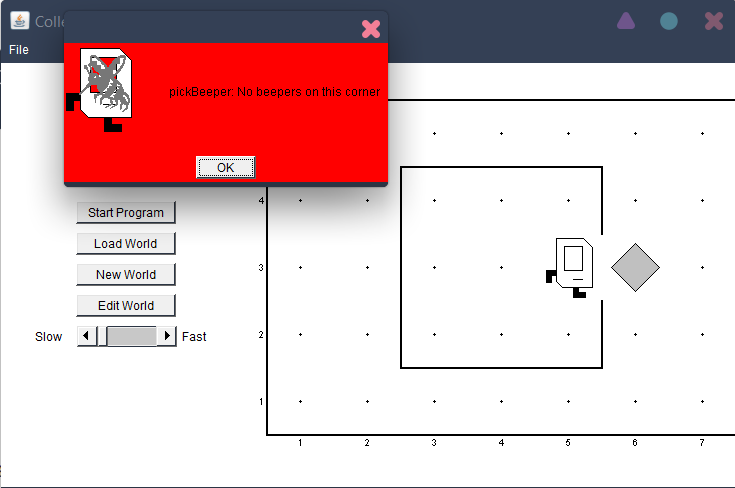 Colle
File
pickBeeper: No beepers on this corner
OK
Start Program
Load World
New World
Edit World
Slow
Fast
4
3
2
1
1 2 3 4 5 6 7